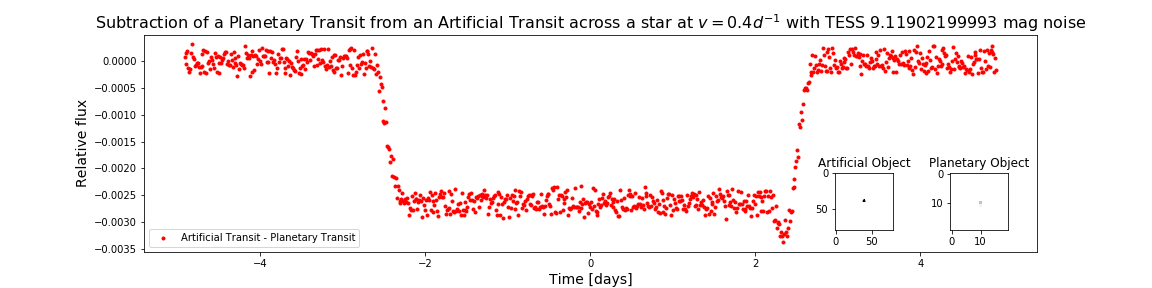 Subtraction of a Planetary Transit from an Artificial Transit across a star at v = 0.4d⁻¹ with TESS 9.11902199993 mag noise
Relative flux
0.0000
−0.0005
−0.0010
−0.0015
−0.0020
−0.0025
−0.0030
−0.0035
Artificial Transit - Planetary Transit
Artificial Object
0
50
0 50
Planetary Object
0
10
0 10
−4 −2 0 2 4
Time [days]